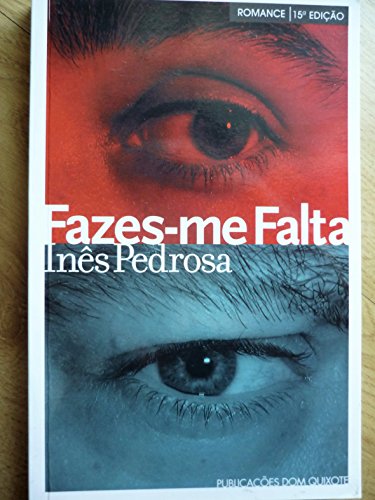 ROMANCE | 15ª EDIÇÃO
Fazes-me Falta
Inês Pedrosa
PUBLICAÇÕES DOM QUIXOTE